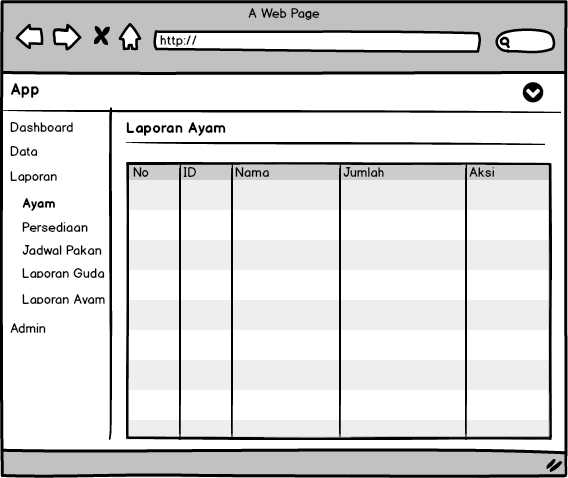 A Web Page
http://
App
Dashboard
Data
Laporan
Ayam
Persediaan
Jadwal Pakan
Laporan Guda
Laporan Ayam
Admin
Laporan Ayam
No ID Nama Jumlah Aksi